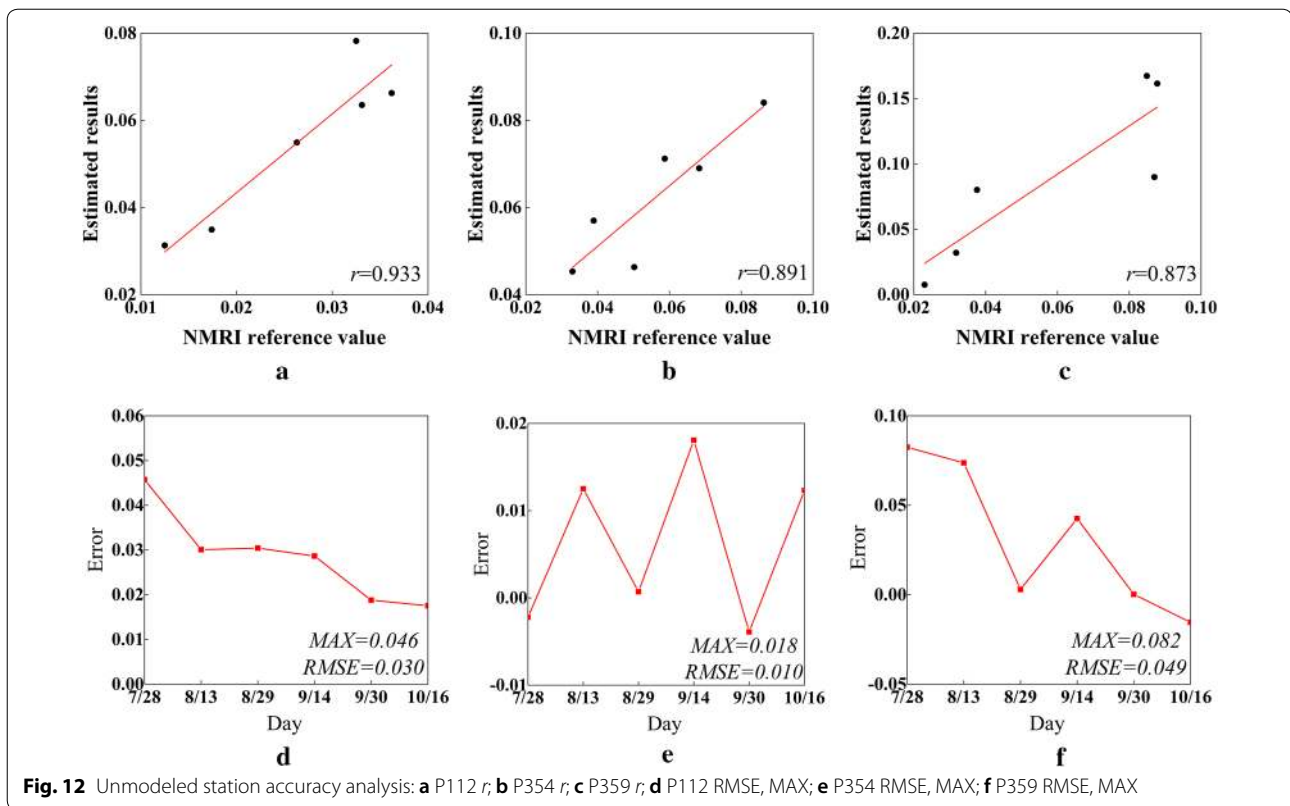 0.08
0.06
0.04
0.02
Estimated results
0.01 0.02 0.03 0.04
r=0.933
NMRI reference value
a
0.10
0.08
0.06
0.04
Estimated results
0.02 0.04 0.06 0.08 0.10
r=0.891
NMRI reference value
b
0.20
0.15
0.10
0.05
0.00
Estimated results
0.02 0.04 0.06 0.08 0.10
r=0.873
NMRI reference value
c
0.06
0.05
0.04
0.03
0.02
0.01
0.00
Error
MAX=0.046
RMSE=0.030
7/28 8/13 8/29 9/14 9/30 10/16
Day
d
0.02
0.01
0.00
-0.01
Error
MAX=0.018
RMSE=0.010
7/28 8/13 8/29 9/14 9/30 10/16
Day
e
0.10
0.05
0.00
-0.05
Error
MAX=0.082
RMSE=0.049
7/28 8/13 8/29 9/14 9/30 10/16
Day
f
Fig. 12 Unmodeled station accuracy analysis: a P112 r; b P354 r; c P359 r; d P112 RMSE, MAX; e P354 RMSE, MAX; f P359 RMSE, MAX